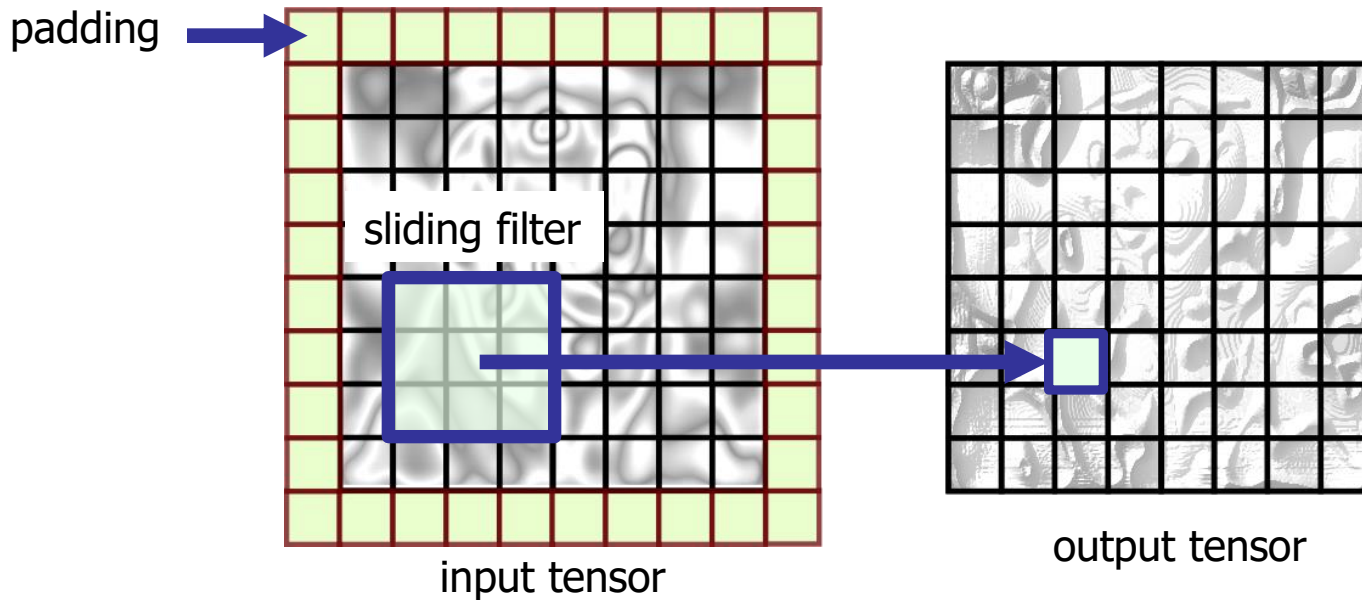 padding
sliding filter
input tensor
output tensor